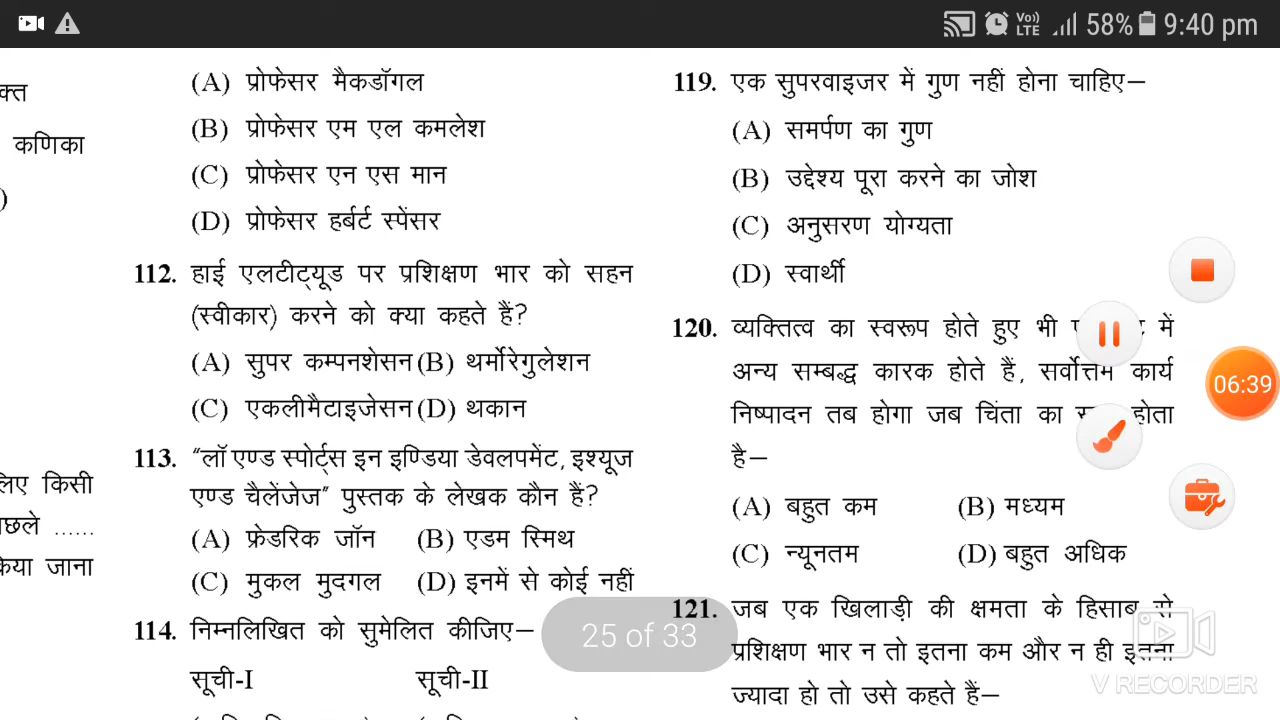 Vo)) LTE 58% 9:40 pm
क्त
कणिका
)
लिए किसी
छले ......
किया जाना
(A) प्रोफेसर मैकडॉगल
(B) प्रोफेसर एम एल कमलेश
(C) प्रोफेसर एन एस मान
(D) प्रोफेसर हर्बर्ट स्पेंसर
112. हाई एलटीट्यूड पर प्रशिक्षण भार को सहन
(स्वीकार) करने को क्या कहते हैं?
(A) सुपर कम्पनशेसन (B) थर्मोरेगुलेशन
(C) एकलीमैटाइजेसन (D) थकान
113. "लॉ एण्ड स्पोर्ट्स इन इण्डिया डेवलपमेंट, इश्यूज
एण्ड चैलेंजेज" पुस्तक के लेखक कौन हैं?
(A) फ्रेडरिक जॉन (B) एडम स्मिथ
(C) मुकल मुदगल (D) इनमें से कोई नहीं
114. निम्नलिखित को सुमेलित कीजिए–
सूची-I सूची-II
119. एक सुपरवाइजर में गुण नहीं होना चाहिए–
(A) समर्पण का गुण
(B) उद्देश्य पूरा करने का जोश
(C) अनुसरण योग्यता
(D) स्वार्थी
120. व्यक्तित्व का स्वरूप होते हुए भी में
अन्य सम्बद्ध कारक होते हैं, सर्वोत्तम कार्य
निष्पादन तब होगा जब चिंता का होता
है–
(A) बहुत कम (B) मध्यम
(C) न्यूनतम (D) बहुत अधिक
121. जब एक खिलाड़ी की क्षमता के हिसाब से
प्रशिक्षण भार न तो इतना कम और न ही इतना
ज्यादा हो तो उसे कहते हैं–
06:39
25 of 33
V RECORDER